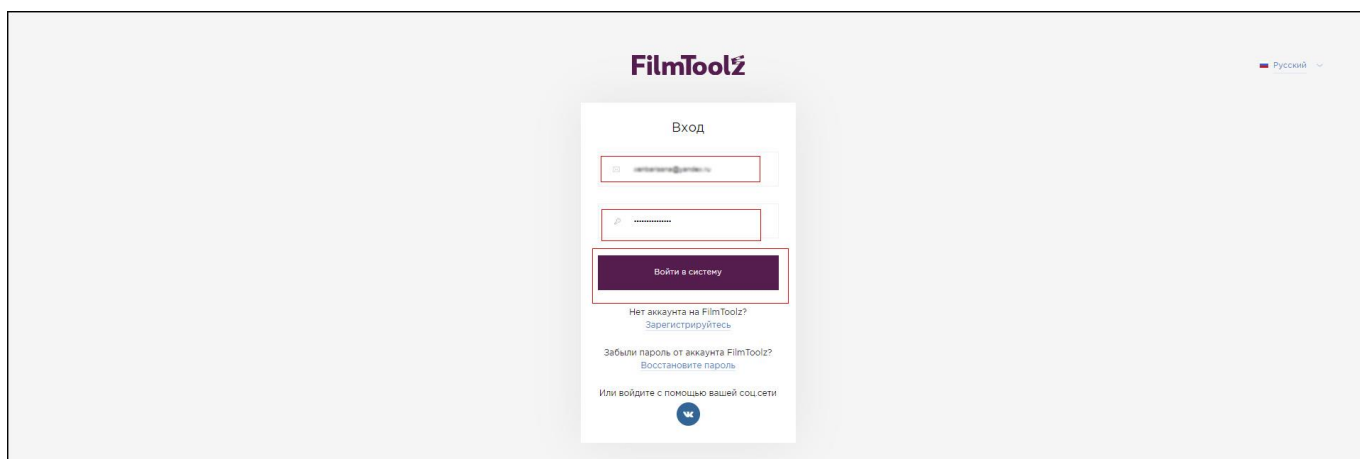 FilmToolz
Русский
Вход
Войти в систему
Нет аккаунта на FilmToolz?
Зарегистрируйтесь
Забыли пароль от аккаунта FilmToolz?
Восстановите пароль
Или войдите с помощью вашей соц.сети